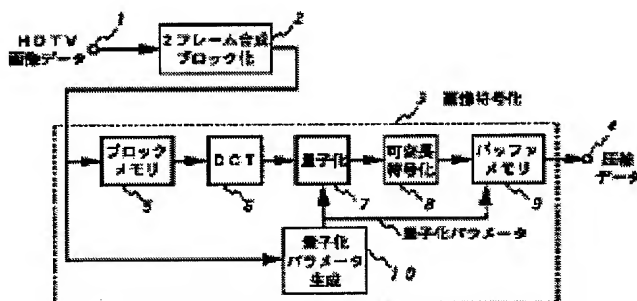 HDTV
画像データ
1
2フレーム合成
ブロック化
2
3
画像符号化
ブロック
メモリ
5
DCT
6
量子化
7
可変長
符号化
8
バッファ
メモリ
9
4
圧縮
データ
量子化パラメータ
量子化
パラメータ
生成
10